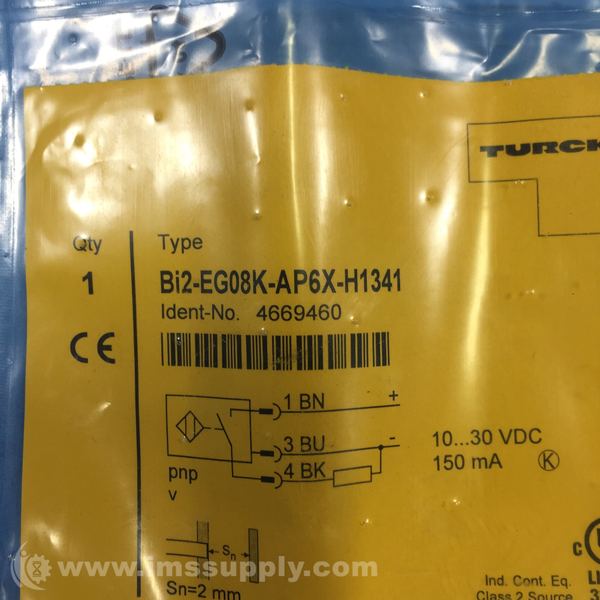 TURCK
Qty
Type
1
Bi2-EG08K-AP6X-H1341
Ident-No. 4669460
CE
1 BN
- +
3 BU
-
4 BK
10...30 VDC
150 mA K
pnp
v
Sn
Sn=2 mm
C
Ind. Cont. Eq.
Class 2 Source
www.imssupply.com